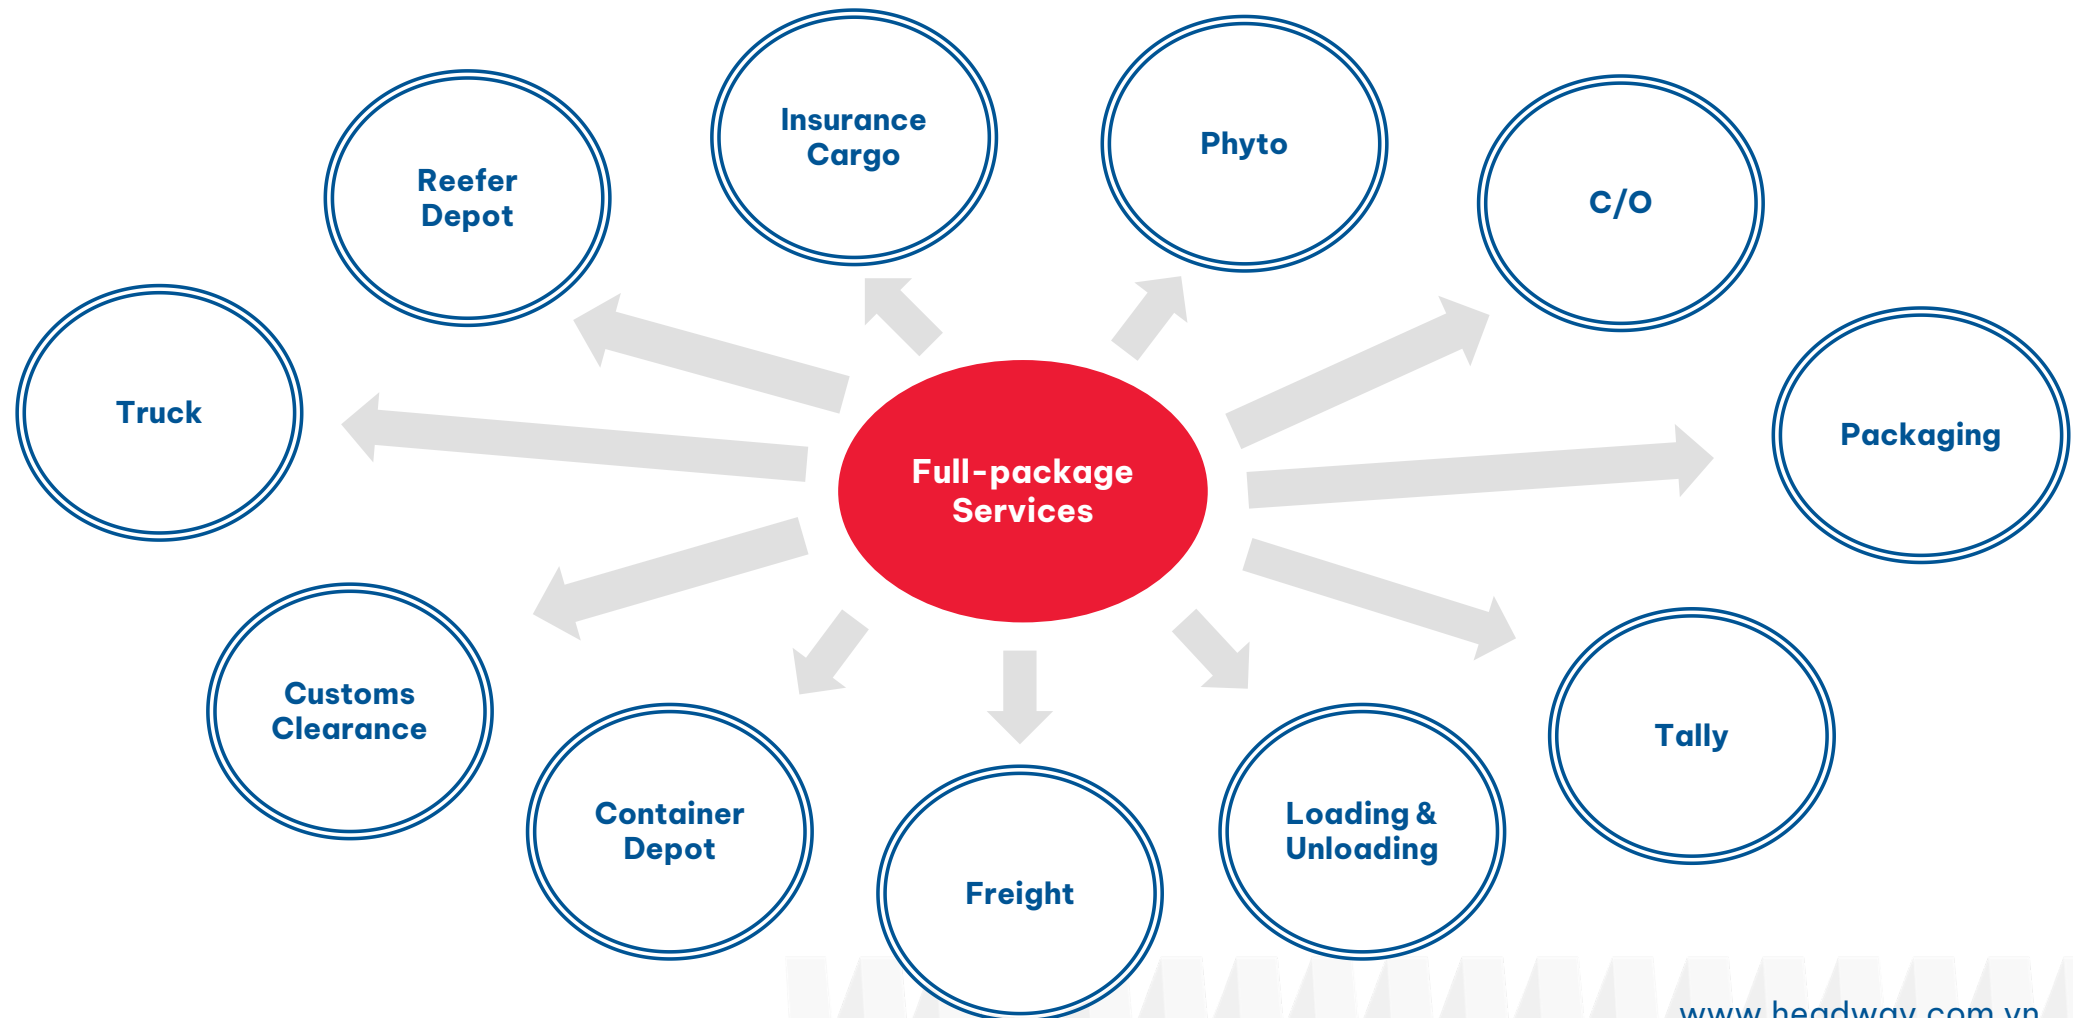 Insurance
Cargo
Phyto
Reefer
Depot
C/O
Truck
Packaging
Full-package
Services
Customs
Clearance
Tally
Container
Depot
Loading &
Unloading
Freight
www.headway.com.vn